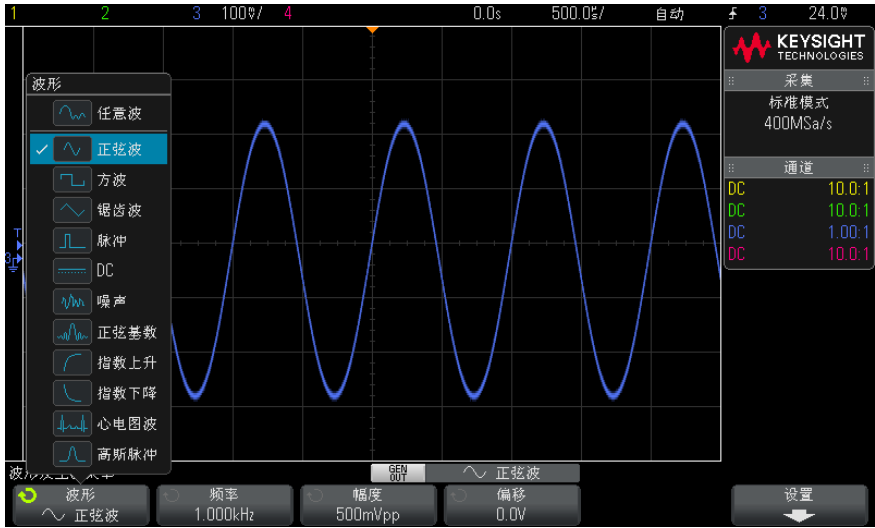 1 2 3 100▿/ 4 0.0s 500.0㎲/ 自动 3 24.0▿
KEYSIGHT
TECHNOLOGIES
采集
标准模式
400MSa/s
通道
DC 10.0:1
DC 10.0:1
DC 1.00:1
DC 10.0:1
波形
任意波
正弦波
方波
锯齿波
脉冲
DC
噪声
正弦基数
指数上升
指数下降
心电图波
高斯脉冲
T
3
GEN
OUT
正弦波
波形
正弦波
频率
1.000kHz
幅度
500mVpp
偏移
0.0V
设置